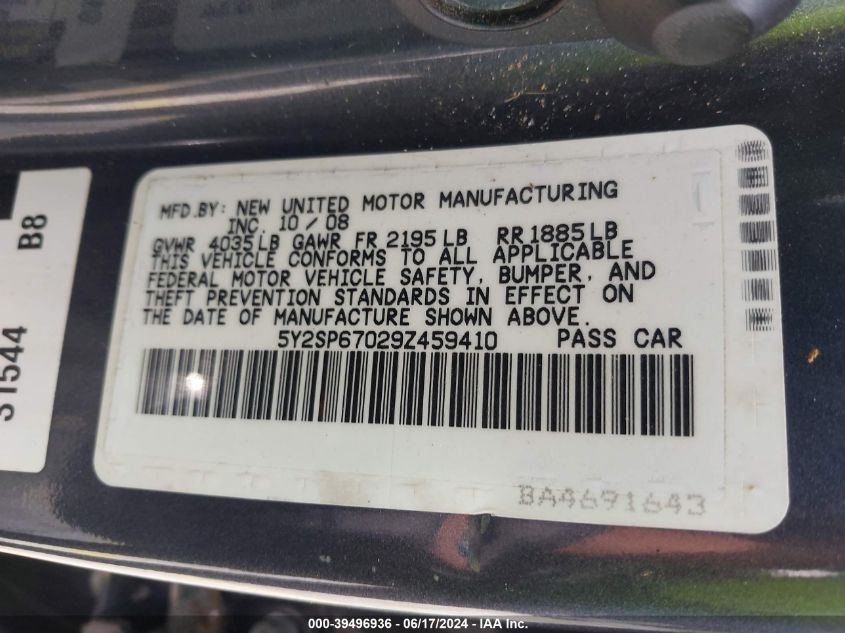 MFD.BY: NEW UNITED MOTOR MANUFACTURING
INC. 10 / 08
GVWR 4035LB GAWR FR 2195 LB RR 1885LB
THIS VEHICLE CONFORMS TO ALL APPLICABLE
FEDERAL MOTOR VEHICLE SAFETY, BUMPER, AND
THEFT PREVENTION STANDARDS IN EFFECT ON
THE DATE OF MANUFACTURE SHOWN ABOVE.
5Y2SP67029Z459410 PASS CAR
BA4691643
B8
31544
000-39496936 - 06/17/2024 - IAA Inc.